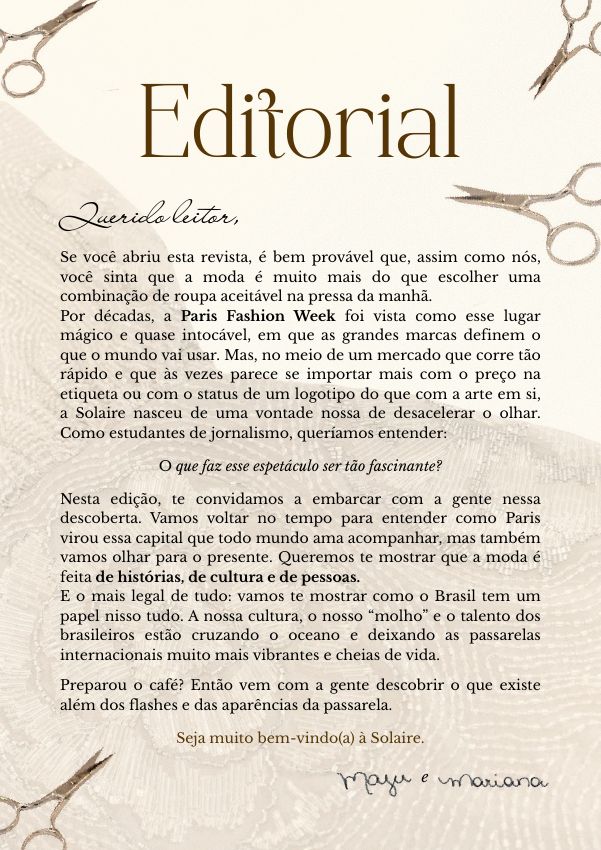 Editorial
Querido leitor,
Se você abriu esta revista, é bem provável que, assim como nós,
você sinta que a moda é muito mais do que escolher uma
combinação de roupa aceitável na pressa da manhã.
Por décadas, a Paris Fashion Week foi vista como esse lugar
mágico e quase intocável, em que as grandes marcas definem o
que o mundo vai usar. Mas, no meio de um mercado que corre tão
rápido e que às vezes parece se importar mais com o preço na
etiqueta ou com o status de um logotipo do que com a arte em si,
a Solaire nasceu de uma vontade nossa de desacelerar o olhar.
Como estudantes de jornalismo, queríamos entender:
O que faz esse espetáculo ser tão fascinante?
Nesta edição, te convidamos a embarcar com a gente nessa
descoberta. Vamos voltar no tempo para entender como Paris
virou essa capital que todo mundo ama acompanhar, mas também
vamos olhar para o presente. Queremos te mostrar que a moda é
feita de histórias, de cultura e de pessoas.
E o mais legal de tudo: vamos te mostrar como o Brasil tem um
papel nisso tudo. A nossa cultura, o nosso “molho” e o talento dos
brasileiros estão cruzando o oceano e deixando as passarelas
internacionais muito mais vibrantes e cheias de vida.
Preparou o café? Então vem com a gente descobrir o que existe
além dos flashes e das aparências da passarela.
Seja muito bem-vindo(a) à Solaire.
Maju e Mariana